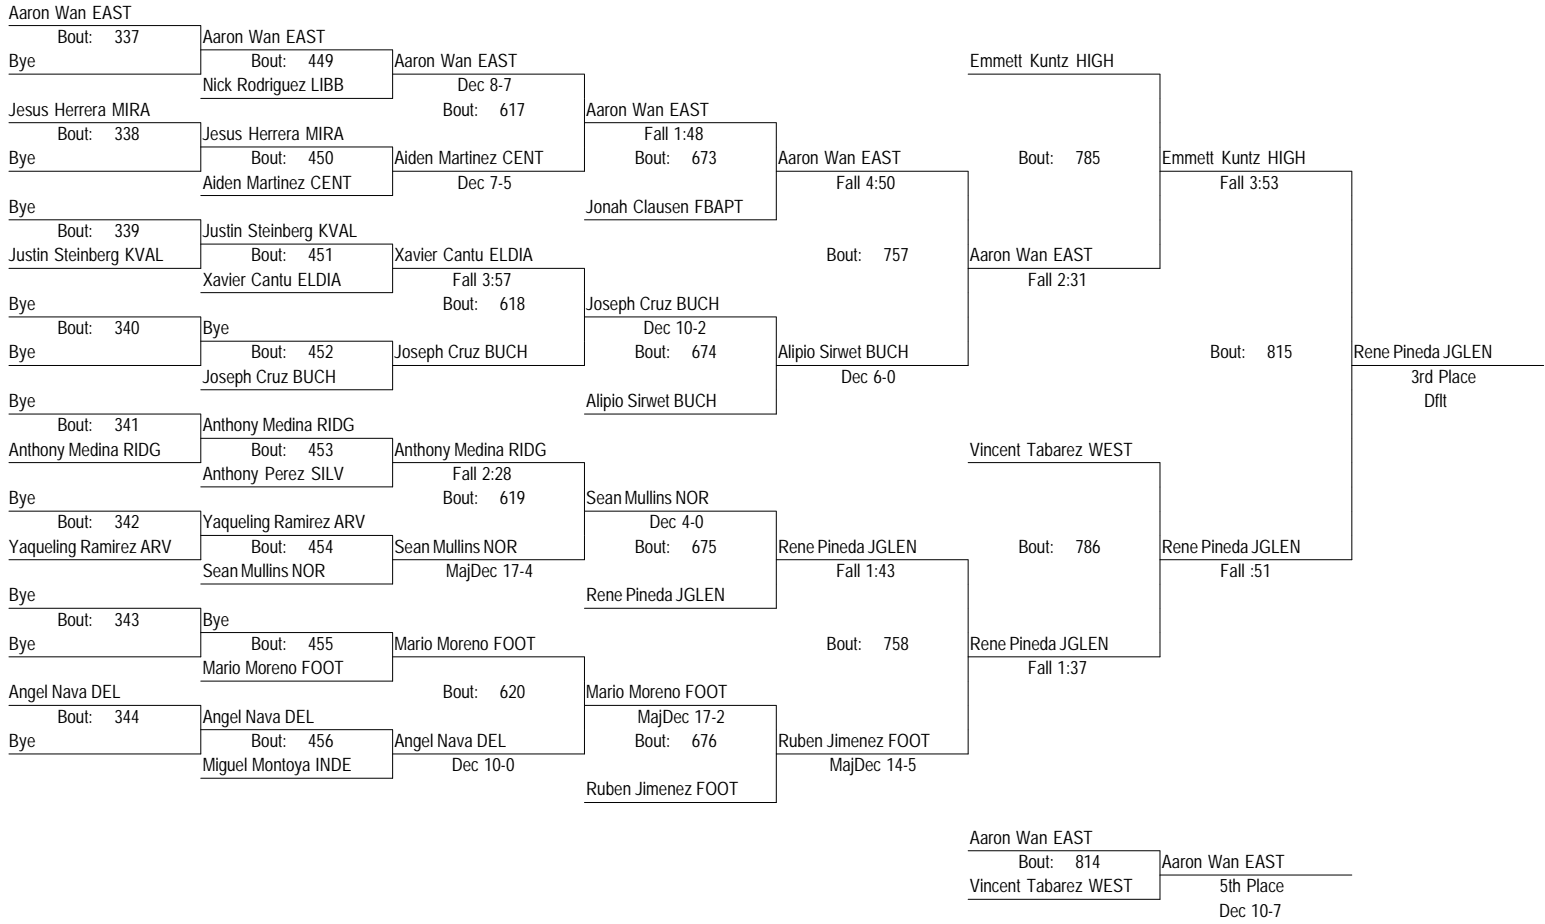 Aaron Wan EAST
Bout: 337
Bye
Jesus Herrera MIRA
Bout: 338
Bye
Bye
Bout: 339
Justin Steinberg KVAL
Bye
Bout: 340
Bye
Bye
Bout: 341
Anthony Medina RIDG
Bye
Bout: 342
Yaqueling Ramirez ARV
Bye
Bout: 343
Bye
Angel Nava DEL
Bout: 344
Bye
Aaron Wan EAST
Bout: 449
Nick Rodriguez LIBB
Jesus Herrera MIRA
Bout: 450
Aiden Martinez CENT
Justin Steinberg KVAL
Bout: 451
Xavier Cantu ELDIA
Bye
Bout: 452
Joseph Cruz BUCH
Anthony Medina RIDG
Bout: 453
Anthony Perez SILV
Yaqueling Ramirez ARV
Bout: 454
Sean Mullins NOR
Bye
Bout: 455
Mario Moreno FOOT
Angel Nava DEL
Bout: 456
Miguel Montoya INDE
Aaron Wan EAST
Dec 8-7
Bout: 617
Aiden Martinez CENT
Dec 7-5
Xavier Cantu ELDIA
Fall 3:57
Bout: 618
Joseph Cruz BUCH
Anthony Medina RIDG
Fall 2:28
Bout: 619
Sean Mullins NOR
MajDec 17-4
Mario Moreno FOOT
Bout: 620
Angel Nava DEL
Dec 10-0
Aaron Wan EAST
Fall 1:48
Bout: 673
Jonah Clausen FBAPT
Joseph Cruz BUCH
Dec 10-2
Bout: 674
Alipio Sirwet BUCH
Sean Mullins NOR
Dec 4-0
Bout: 675
Rene Pineda JGLEN
Mario Moreno FOOT
MajDec 17-2
Bout: 676
Ruben Jimenez FOOT
Aaron Wan EAST
Fall 4:50
Bout: 757
Alipio Sirwet BUCH
Dec 6-0
Rene Pineda JGLEN
Fall 1:43
Bout: 758
Ruben Jimenez FOOT
MajDec 14-5
Emmett Kuntz HIGH
Bout: 785
Aaron Wan EAST
Fall 2:31
Vincent Tabarez WEST
Bout: 786
Rene Pineda JGLEN
Fall 1:37
Emmett Kuntz HIGH
Fall 3:53
Bout: 815
Rene Pineda JGLEN
Fall :51
Rene Pineda JGLEN
3rd Place
Dflt
Aaron Wan EAST
Bout: 814
Vincent Tabarez WEST
Aaron Wan EAST
5th Place
Dec 10-7